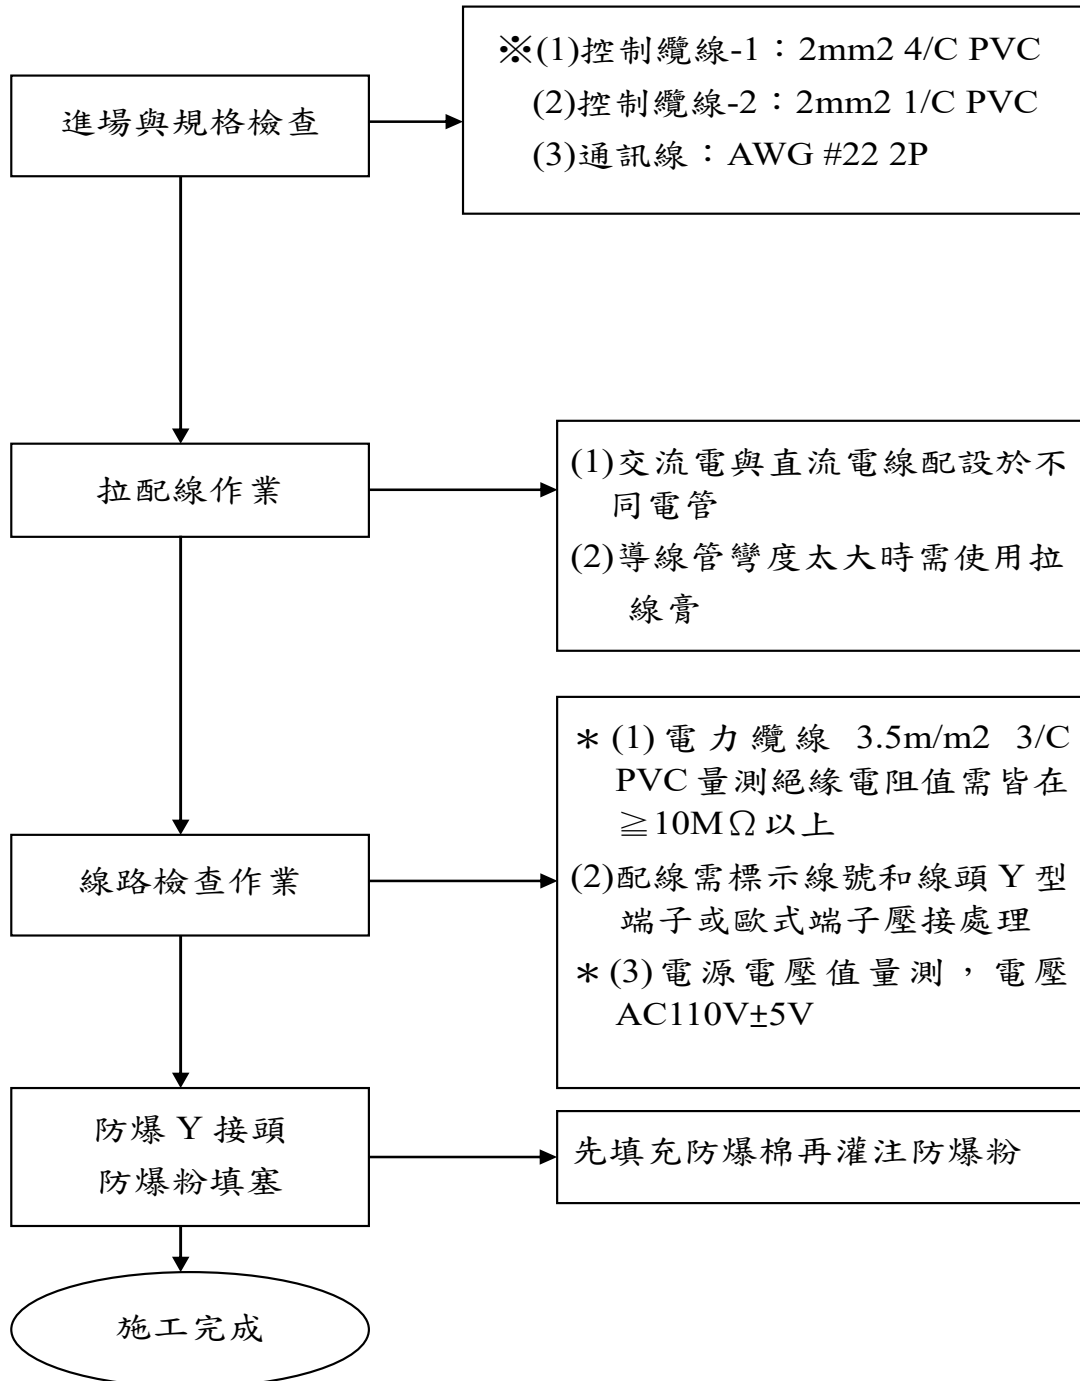 進場與規格檢查
※(1)控制纜線-1：2mm2 4/C PVC
(2)控制纜線-2：2mm2 1/C PVC
(3)通訊線：AWG #22 2P
拉配線作業
(1)交流電與直流電線配設於不
同電管
(2)導線管彎度太大時需使用拉
線膏
線路檢查作業
＊(1)電力纜線 3.5m/m2 3/C
PVC 量測絕緣電阻值需皆在
≧10MΩ以上
(2)配線需標示線號和線頭 Y 型
端子或歐式端子壓接處理
＊(3)電源電壓值量測，電壓
AC110V±5V
防爆 Y 接頭
防爆粉填塞
先填充防爆棉再灌注防爆粉
施工完成